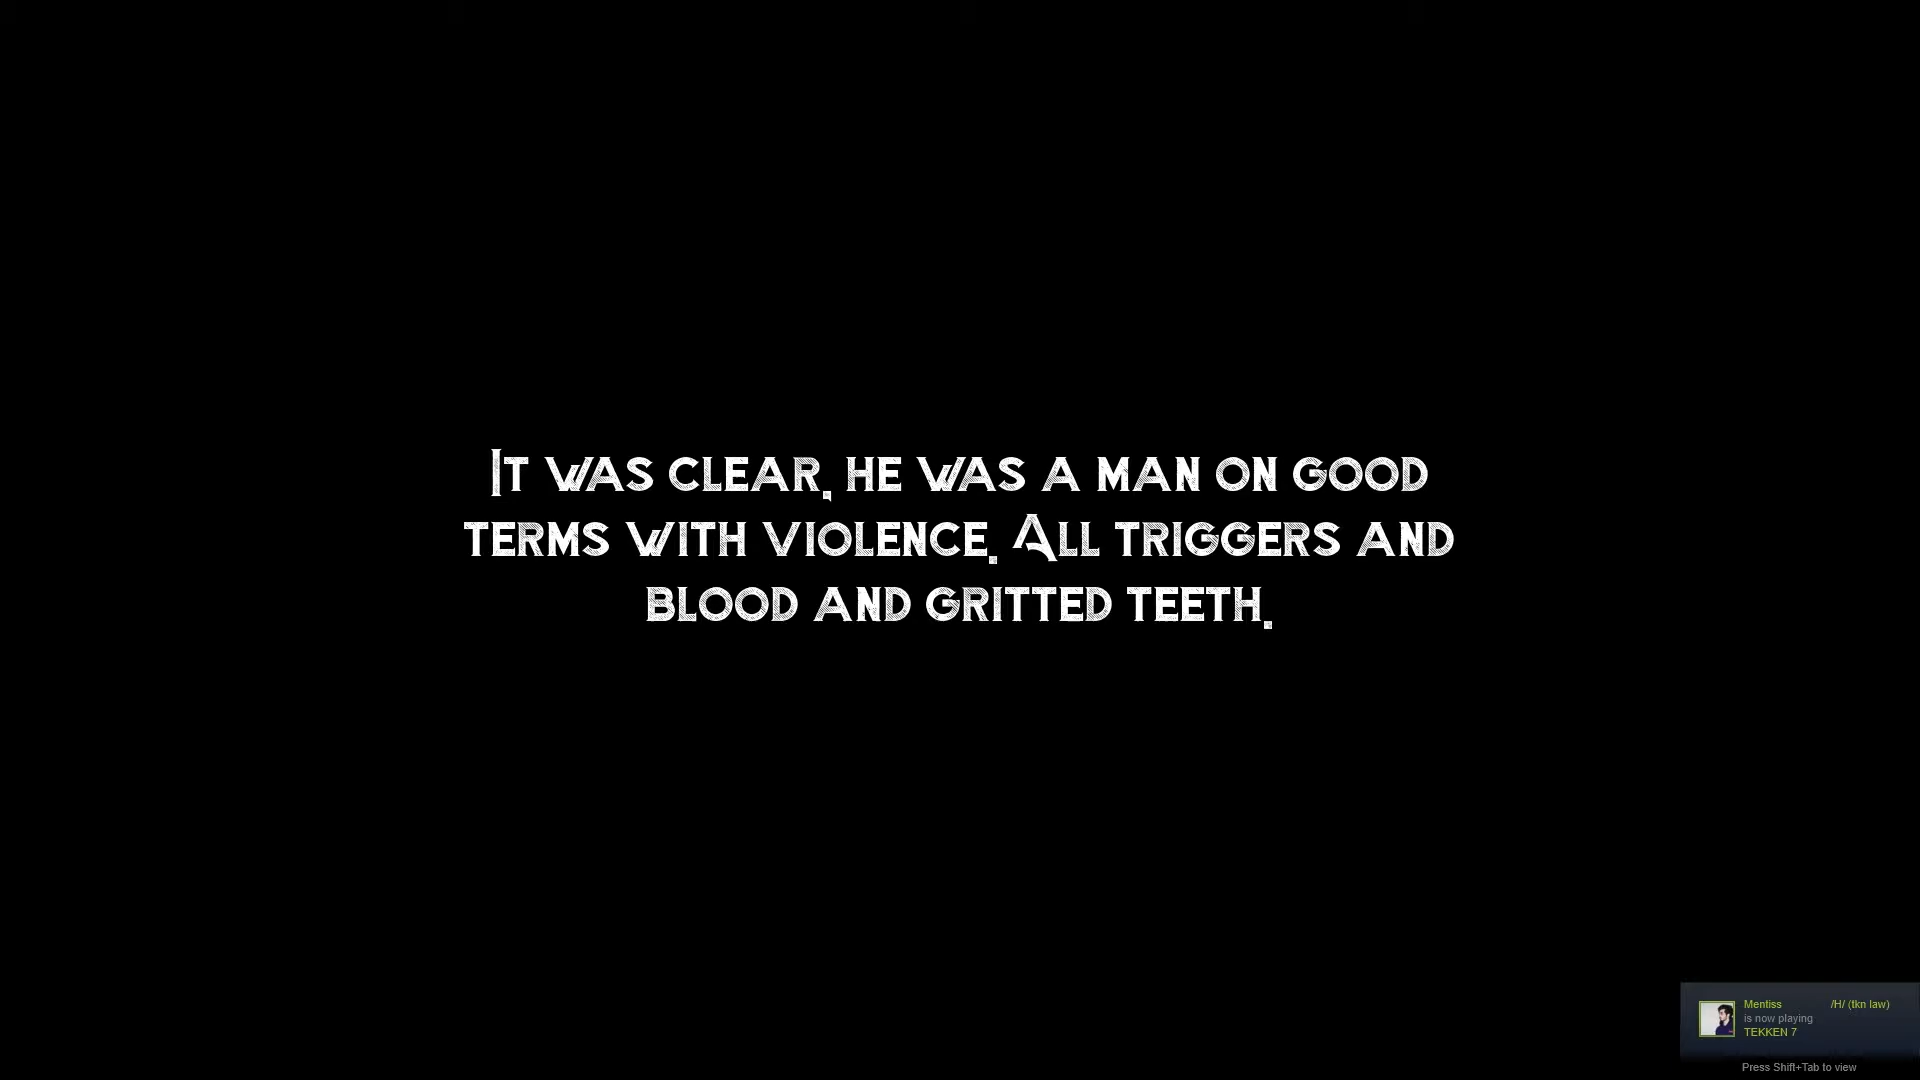 It was clear, he was a man on good
terms with violence. All triggers and
blood and gritted teeth.
Mentiss /H/ (tkn law)
is now playing
TEKKEN 7
Press Shift+Tab to view